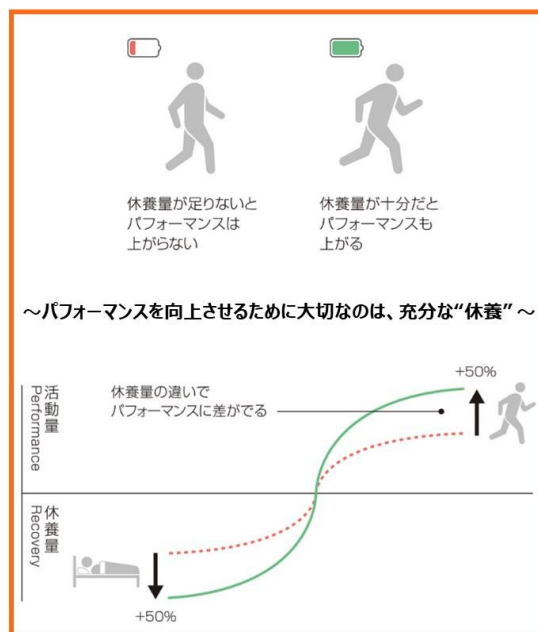 休養量が足りないと
パフォーマンスは
上がらない
休養量が十分だと
パフォーマンスも
上がる
～パフォーマンスを向上させるために大切なのは、充分な“休養”～
+50%
活動量
Performance
休養量の違いで
パフォーマンスに差がでる
休養量
Recovery
+50%